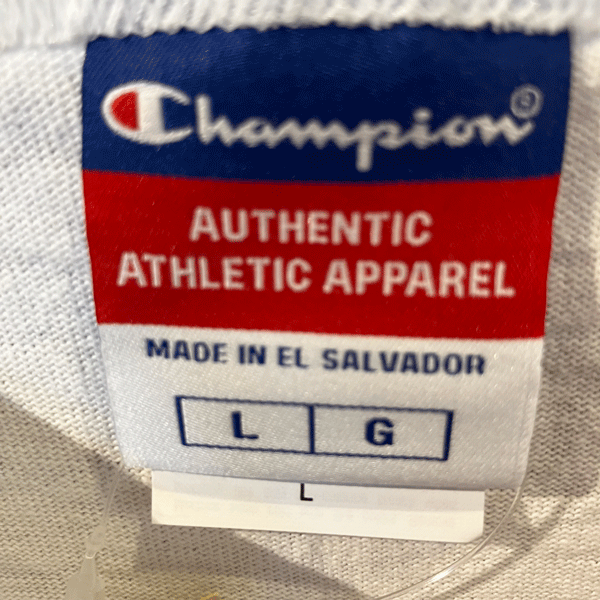 Champion®
AUTHENTIC
ATHLETIC APPAREL
MADE IN EL SALVADOR
L G
L